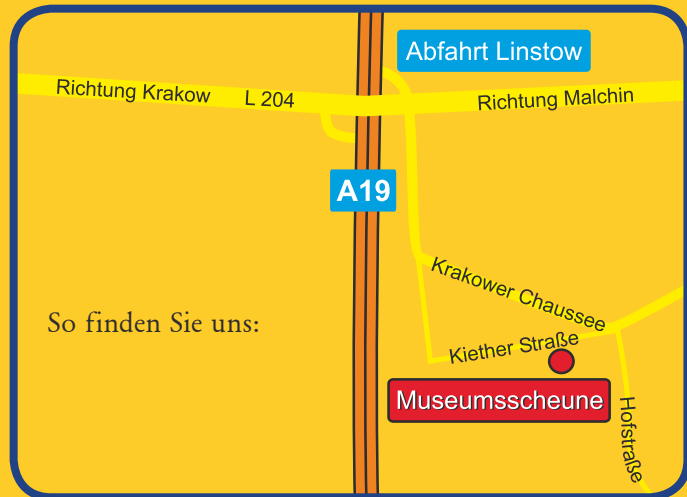 Abfahrt Linstow
Richtung Krakow L 204
Richtung Malchin
A19
Krakower Chaussee
So finden Sie uns:
Kiether Straße
Museumsscheune
Hofstraße